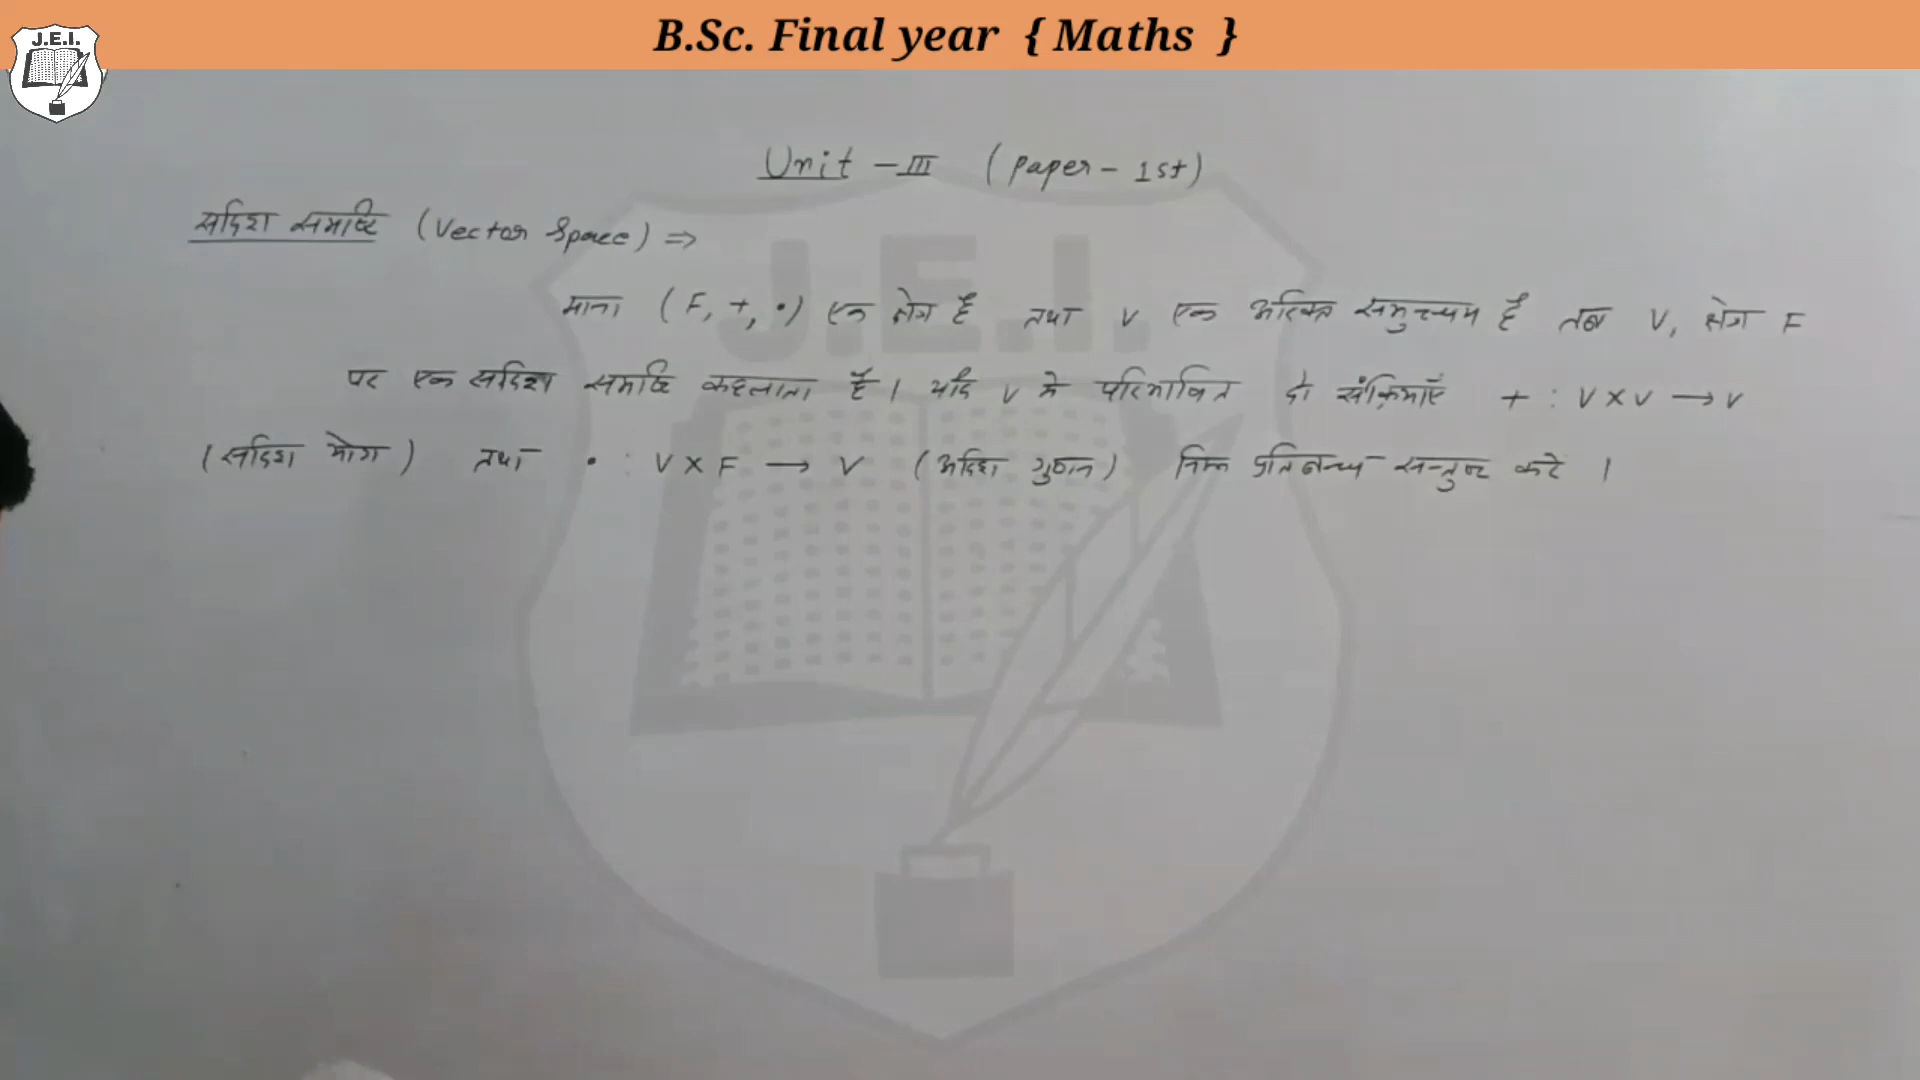 B.Sc. Final year { Maths }
J.E.I.
Unit - III (paper - 1st)
सदिश समष्टि (Vector Space) ⇒
माना (F, +, •) एक क्षेत्र है तथा V एक अरिक्त समुच्चय है तब V, क्षेत्र F
पर एक सदिश समष्टि कहलाता है। यदि V में परिभाषित दो संक्रियाएँ + : V × V → V
(सदिश योग) तथा • : V × F → V (अदिश गुणन) निम्न प्रतिबन्ध सन्तुष्ट करे ।
J.E.I.